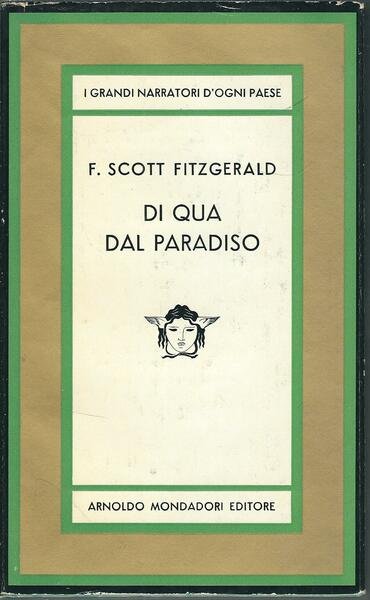 I GRANDI NARRATORI D'OGNI PAESE
F. SCOTT FITZGERALD
DI QUA
DAL PARADISO
ARNOLDO MONDADORI EDITORE